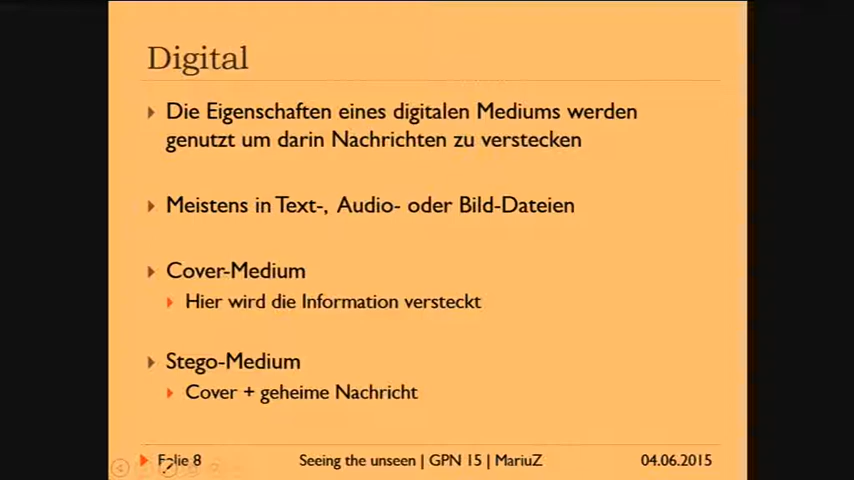 Digital
Die Eigenschaften eines digitalen Mediums werden
genutzt um darin Nachrichten zu verstecken
Meistens in Text-, Audio- oder Bild-Dateien
Cover-Medium
Hier wird die Information versteckt
Stego-Medium
Cover + geheime Nachricht
Folie 8 Seeing the unseen | GPN 15 | MariuZ 04.06.2015